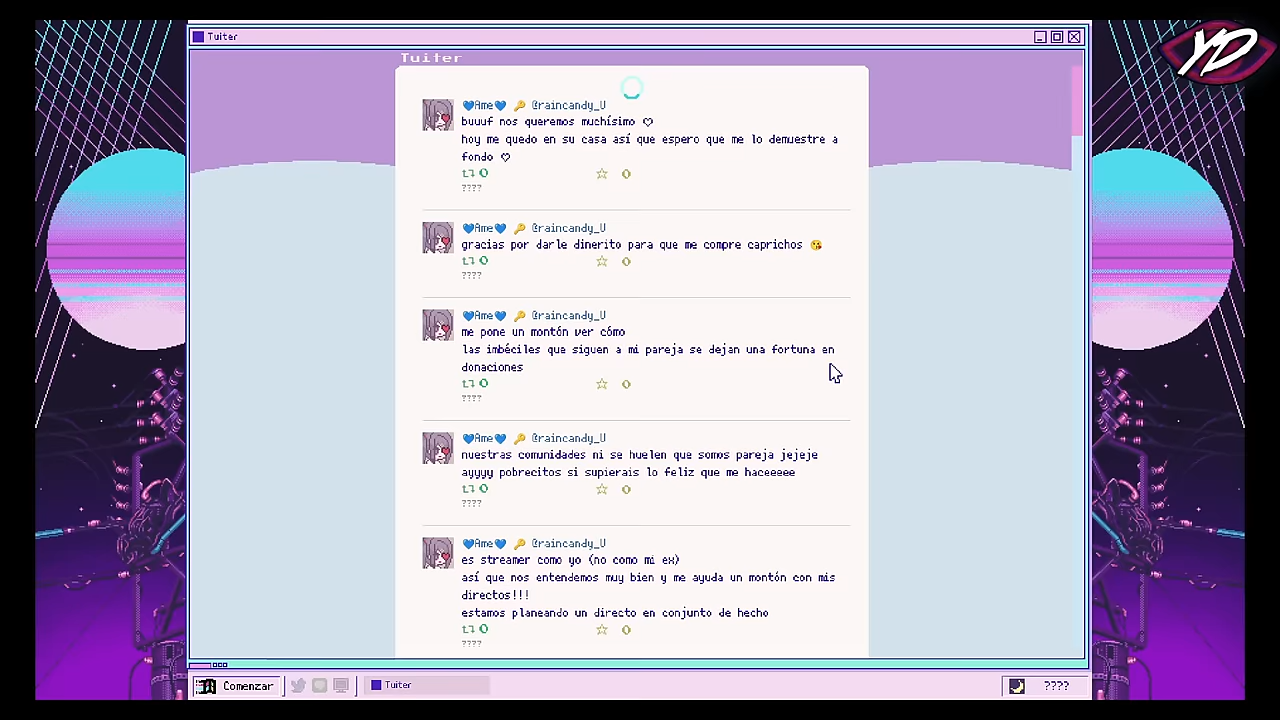 Tuiter
YD
Tuiter
💙Ame💙 🔑 @raincandy_U
buuuf nos queremos muchísimo ♡
hoy me quedo en su casa así que espero que me lo demuestre a
fondo ♡
0 ☆ 0
????
💙Ame💙 🔑 @raincandy_U
gracias por darle dinerito para que me compre caprichos 😘
0 ☆ 0
????
💙Ame💙 🔑 @raincandy_U
me pone un montón ver cómo
las imbéciles que siguen a mi pareja se dejan una fortuna en
donaciones
0 ☆ 0
????
💙Ame💙 🔑 @raincandy_U
nuestras comunidades ni se huelen que somos pareja jejeje
ayyyy pobrecitos si supierais lo feliz que me haceeeee
0 ☆ 0
????
💙Ame💙 🔑 @raincandy_U
es streamer como yo (no como mi ex)
así que nos entendemos muy bien y me ayuda un montón con mis
directos!!!
estamos planeando un directo en conjunto de hecho
0 ☆ 0
????
Comenzar
Tuiter
????